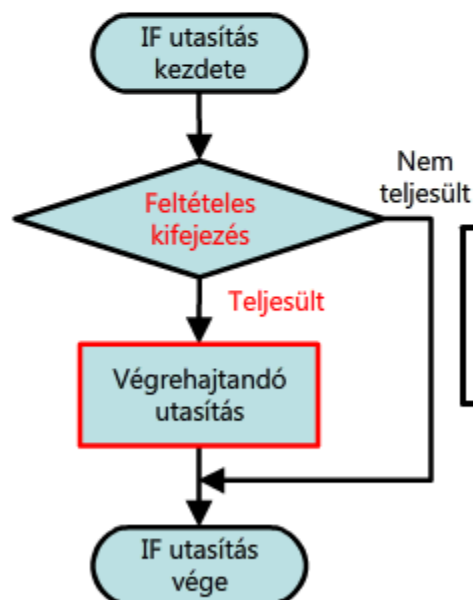 IF utasítás
kezdete
Nem
teljesült
Feltételes
kifejezés
Teljesült
Végrehajtandó
utasítás
IF utasítás
vége